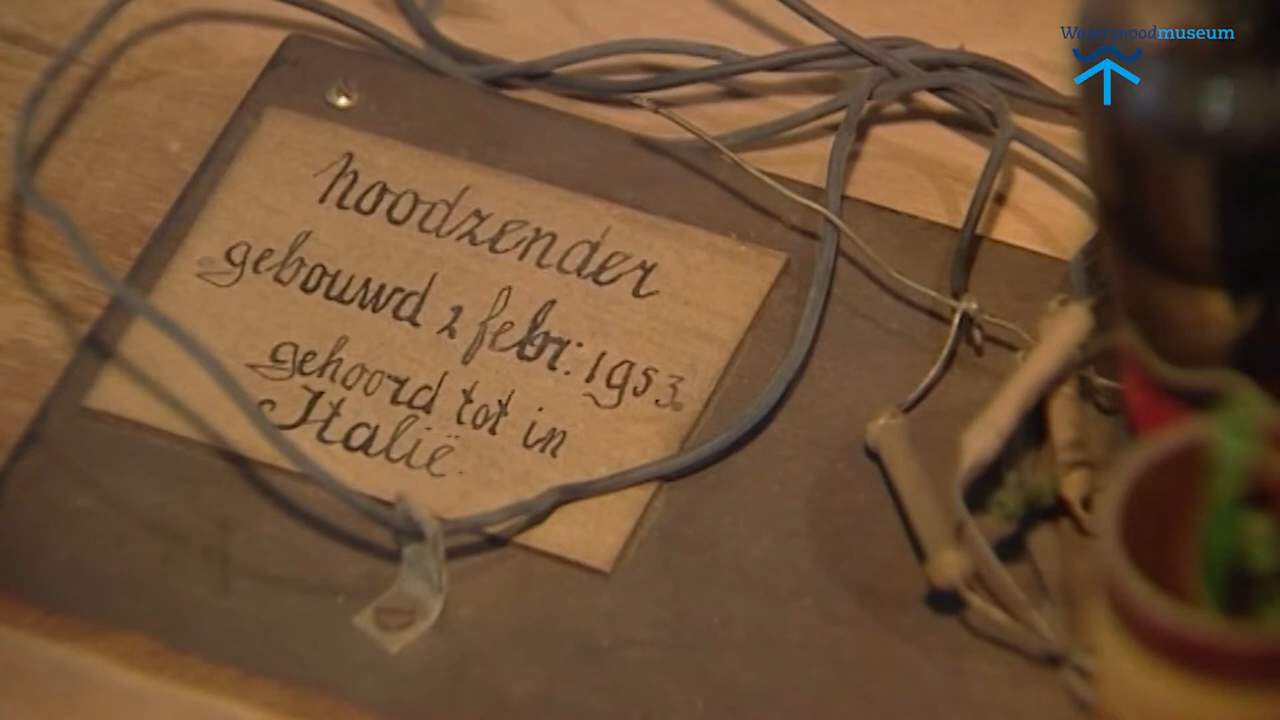 Watersnoodmuseum
noodzender
gebouwd 2 febr: 1953.
gehoord tot in
Italië.